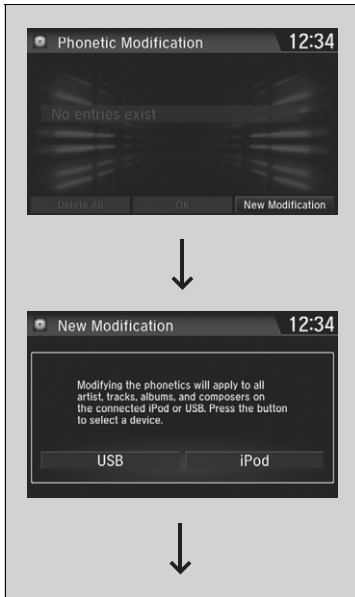 Phonetic Modification 12:34
No entries exist
Delete All OK New Modification
New Modification 12:34
Modifying the phonetics will apply to all
artist, tracks, albums, and composers on
the connected iPod or USB. Press the button
to select a device.
USB iPod